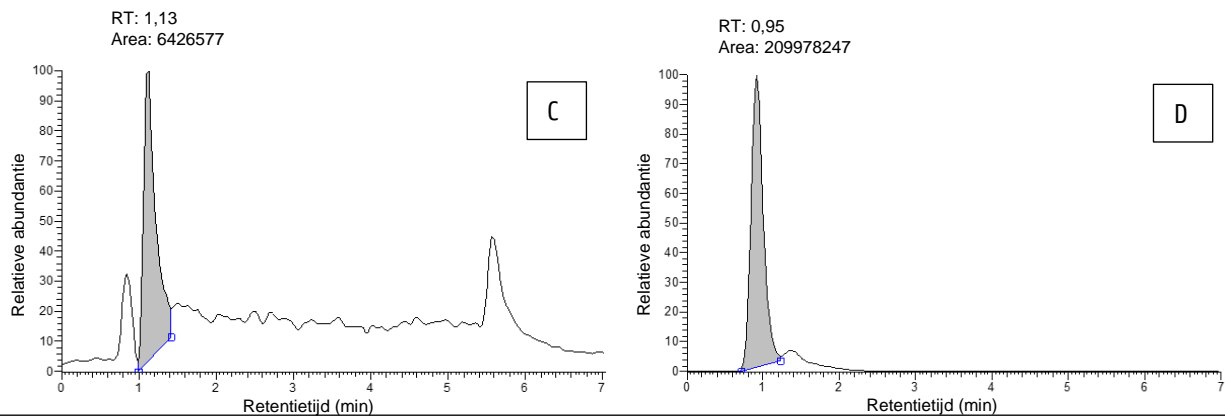 RT: 1,13
Area: 6426577
C
100
90
80
70
60
50
40
30
20
10
0
Relatieve abundantie
0 1 2 3 4 5 6 7
Retentietijd (min)
RT: 0,95
Area: 209978247
D
100
90
80
70
60
50
40
30
20
10
0
Relatieve abundantie
0 1 2 3 4 5 6 7
Retentietijd (min)